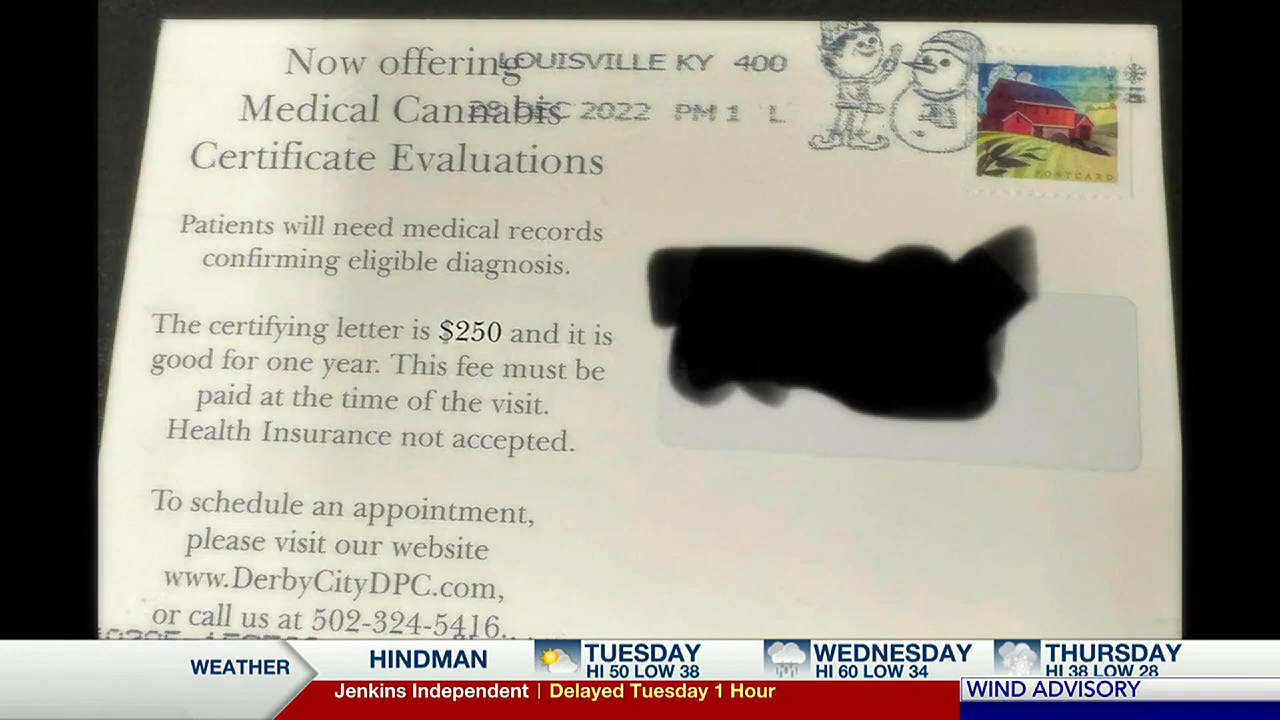 Now offering
Medical Cannabis
Certificate Evaluations
LOUISVILLE KY 400
DEC 2022 PM 1 L
POSTCARD
Patients will need medical records
confirming eligible diagnosis.
The certifying letter is $250 and it is
good for one year. This fee must be
paid at the time of the visit.
Health Insurance not accepted.
To schedule an appointment,
please visit our website
www.DerbyCityDPC.com,
or call us at 502-324-5416.
WEATHER
HINDMAN
TUESDAY
HI 50 LOW 38
WEDNESDAY
HI 60 LOW 34
THURSDAY
HI 38 LOW 28
Jenkins Independent | Delayed Tuesday 1 Hour
WIND ADVISORY